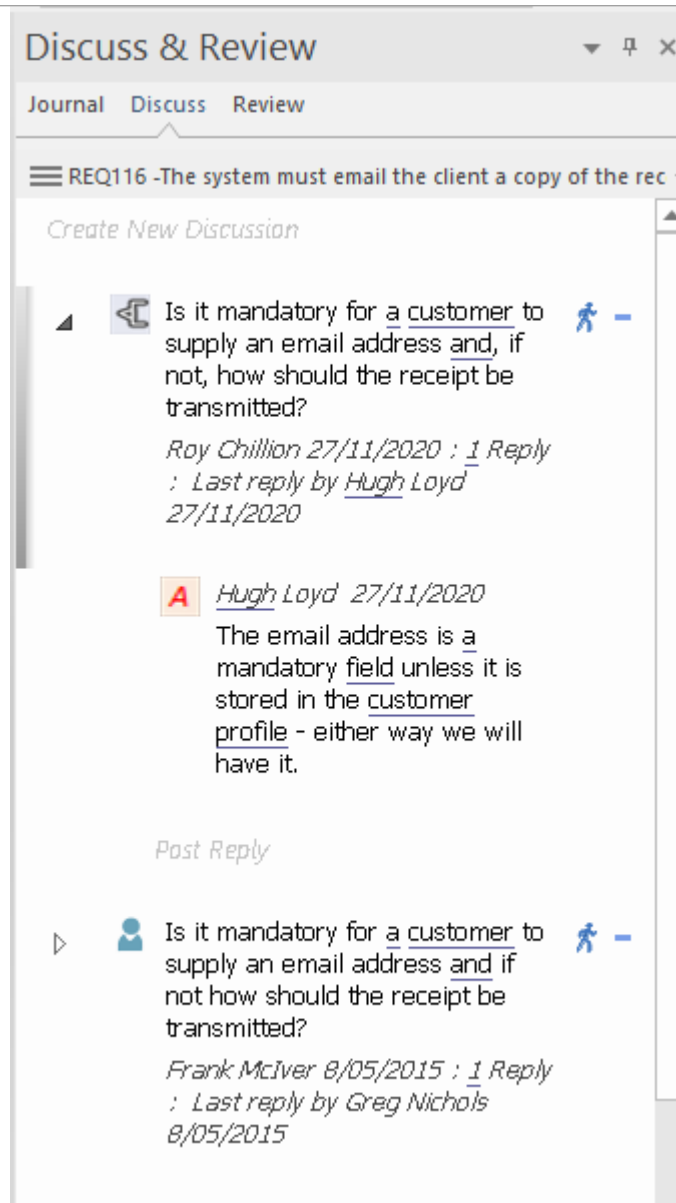 Discuss & Review
Journal Discuss Review
REQ116 -The system must email the client a copy of the rec
Create New Discussion
Is it mandatory for a customer to
supply an email address and, if
not, how should the receipt be
transmitted?
Roy Chillion 27/11/2020 : 1 Reply
: Last reply by Hugh Loyd
27/11/2020
A Hugh Loyd 27/11/2020
The email address is a
mandatory field unless it is
stored in the customer
profile - either way we will
have it.
Post Reply
Is it mandatory for a customer to
supply an email address and if
not how should the receipt be
transmitted?
Frank McIver 8/05/2015 : 1 Reply
: Last reply by Greg Nichols
8/05/2015